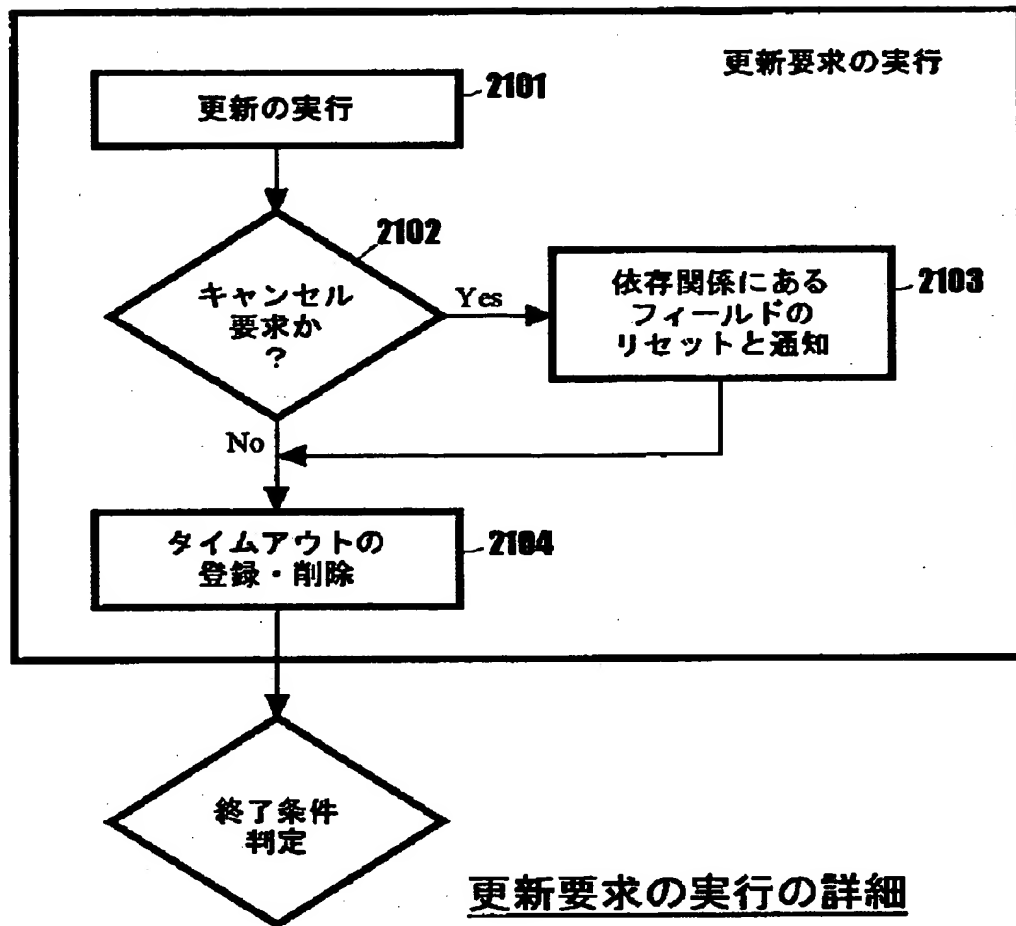 更新要求の実行
更新の実行
2101
キャンセル
要求か
?
2102
Yes
依存関係にある
フィールドの
リセットと通知
2103
No
タイムアウトの
登録・削除
2104
終了条件
判定
更新要求の実行の詳細